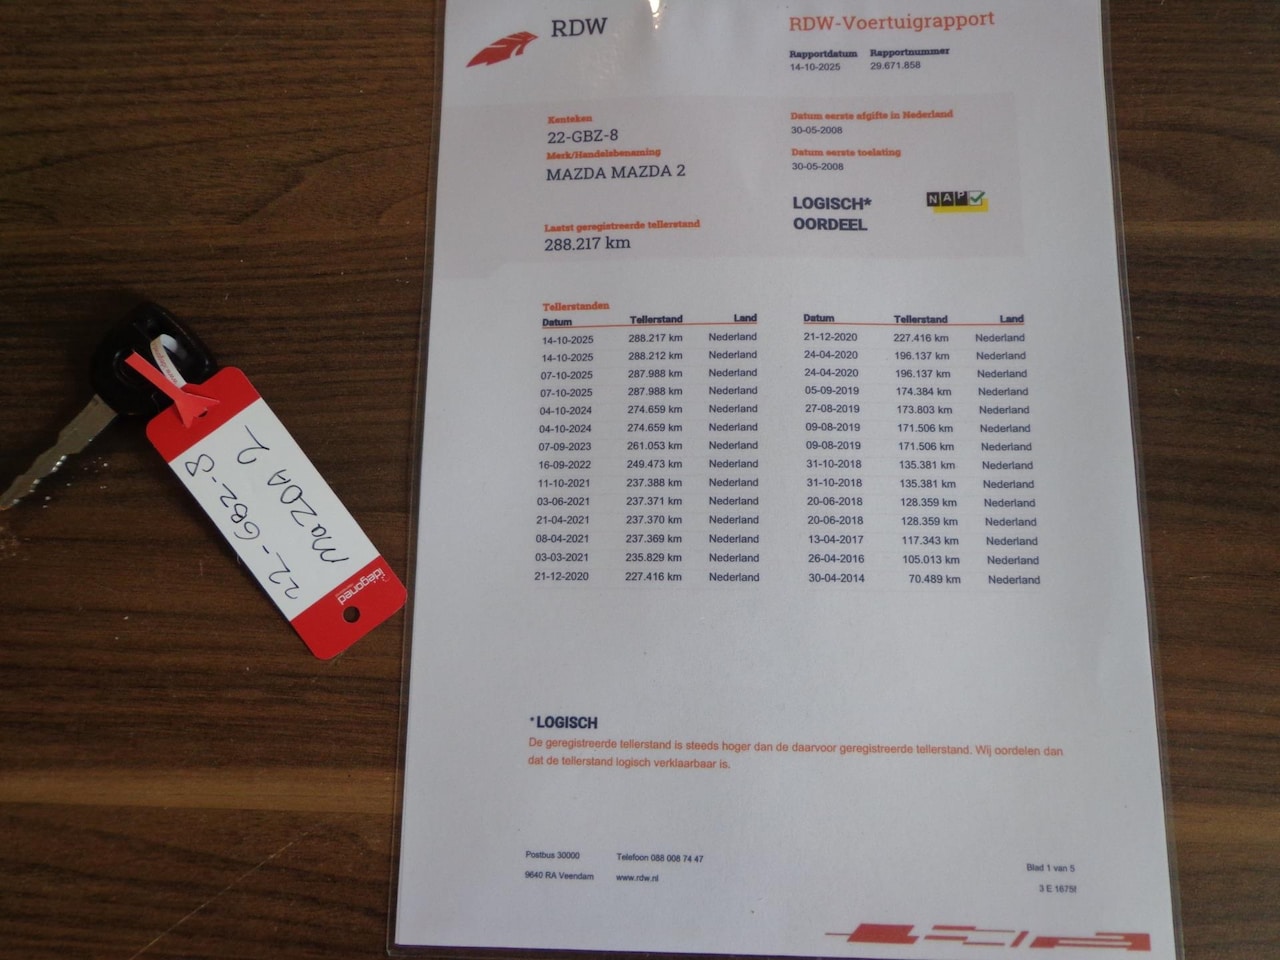 RDW
RDW-Voertuigrapport
Rapportdatum Rapportnummer
14-10-2025 29.671.858
Kenteken
22-GBZ-8
Merk/Handelsbenaming
MAZDA MAZDA 2
Laatst geregistreerde tellerstand
288.217 km
Datum eerste afgifte in Nederland
30-05-2008
Datum eerste toelating
30-05-2008
LOGISCH*
OORDEEL
NAP
Tellerstanden
Datum Tellerstand Land
14-10-2025 288.217 km Nederland
14-10-2025 288.212 km Nederland
07-10-2025 287.988 km Nederland
07-10-2025 287.988 km Nederland
04-10-2024 274.659 km Nederland
04-10-2024 274.659 km Nederland
07-09-2023 261.053 km Nederland
16-09-2022 249.473 km Nederland
11-10-2021 237.388 km Nederland
03-06-2021 237.371 km Nederland
21-04-2021 237.370 km Nederland
08-04-2021 237.369 km Nederland
03-03-2021 235.829 km Nederland
21-12-2020 227.416 km Nederland
Datum Tellerstand Land
21-12-2020 227.416 km Nederland
24-04-2020 196.137 km Nederland
24-04-2020 196.137 km Nederland
05-09-2019 174.384 km Nederland
27-08-2019 173.803 km Nederland
09-08-2019 171.506 km Nederland
09-08-2019 171.506 km Nederland
31-10-2018 135.381 km Nederland
31-10-2018 135.381 km Nederland
20-06-2018 128.359 km Nederland
20-06-2018 128.359 km Nederland
13-04-2017 117.343 km Nederland
26-04-2016 105.013 km Nederland
30-04-2014 70.489 km Nederland
*LOGISCH
De geregistreerde tellerstand is steeds hoger dan de daarvoor geregistreerde tellerstand. Wij oordelen dan
dat de tellerstand logisch verklaarbaar is.
Postbus 30000 Telefoon 088 008 74 47
9640 RA Veendam www.rdw.nl
Blad 1 van 5
3 E 1675f
22-GBZ-8
Mazda 2